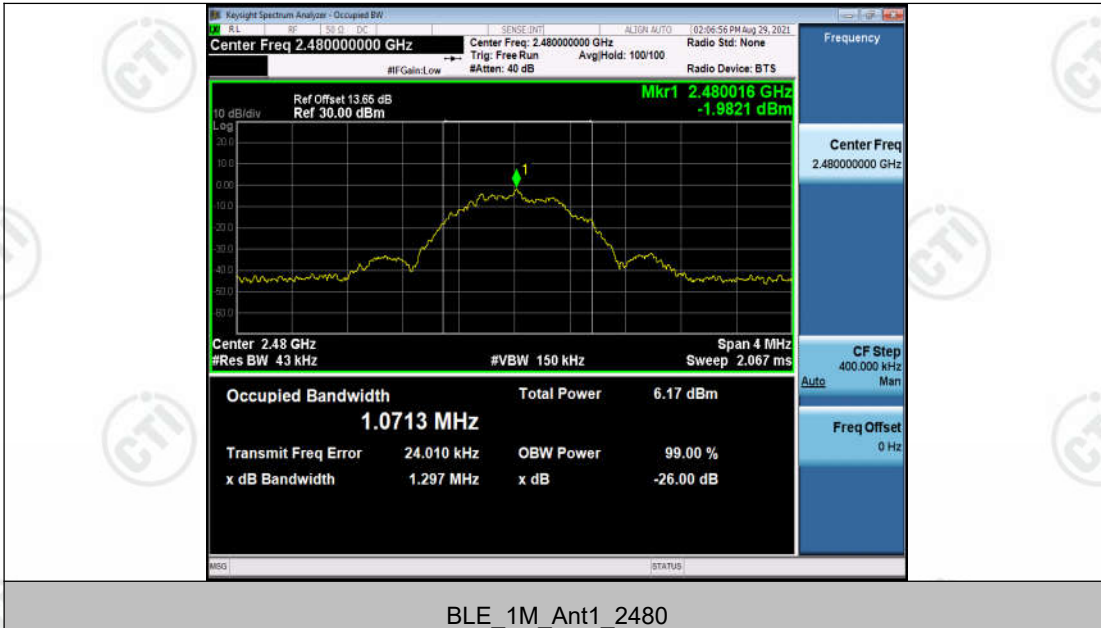 Keysight Spectrum Analyzer - Occupied BW
RL RF 50 Ω DC SENSE:INT ALIGN AUTO 02:06:56 PM Aug 29, 2021
Center Freq 2.480000000 GHz
Center Freq: 2.480000000 GHz
Radio Std: None
Trig: Free Run Avg|Hold: 100/100
#IFGain:Low
#Atten: 40 dB
Radio Device: BTS
Frequency
Mkr1 2.480016 GHz
-1.9821 dBm
Ref Offset 13.65 dB
10 dB/div Ref 30.00 dBm
Log
20.0
10.0
0.00
-10.0
-20.0
-30.0
-40.0
-50.0
-60.0
1
Center Freq
2.480000000 GHz
Center 2.48 GHz Span 4 MHz
#Res BW 43 kHz #VBW 150 kHz Sweep 2.067 ms
CF Step
400.000 kHz
Auto Man
Freq Offset
0 Hz
Occupied Bandwidth Total Power 6.17 dBm
1.0713 MHz
Transmit Freq Error 24.010 kHz OBW Power 99.00 %
x dB Bandwidth 1.297 MHz x dB -26.00 dB
MSG STATUS
BLE_1M_Ant1_2480
CTI
CTI
CTI
CTI
CTI
CTI